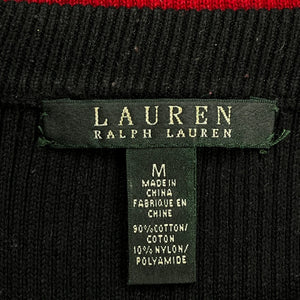 LAUREN
RALPH LAUREN
M
MADE IN
CHINA
FABRIQUE EN
CHINE
90%COTTON/
COTON
10%NYLON/
POLYAMIDE